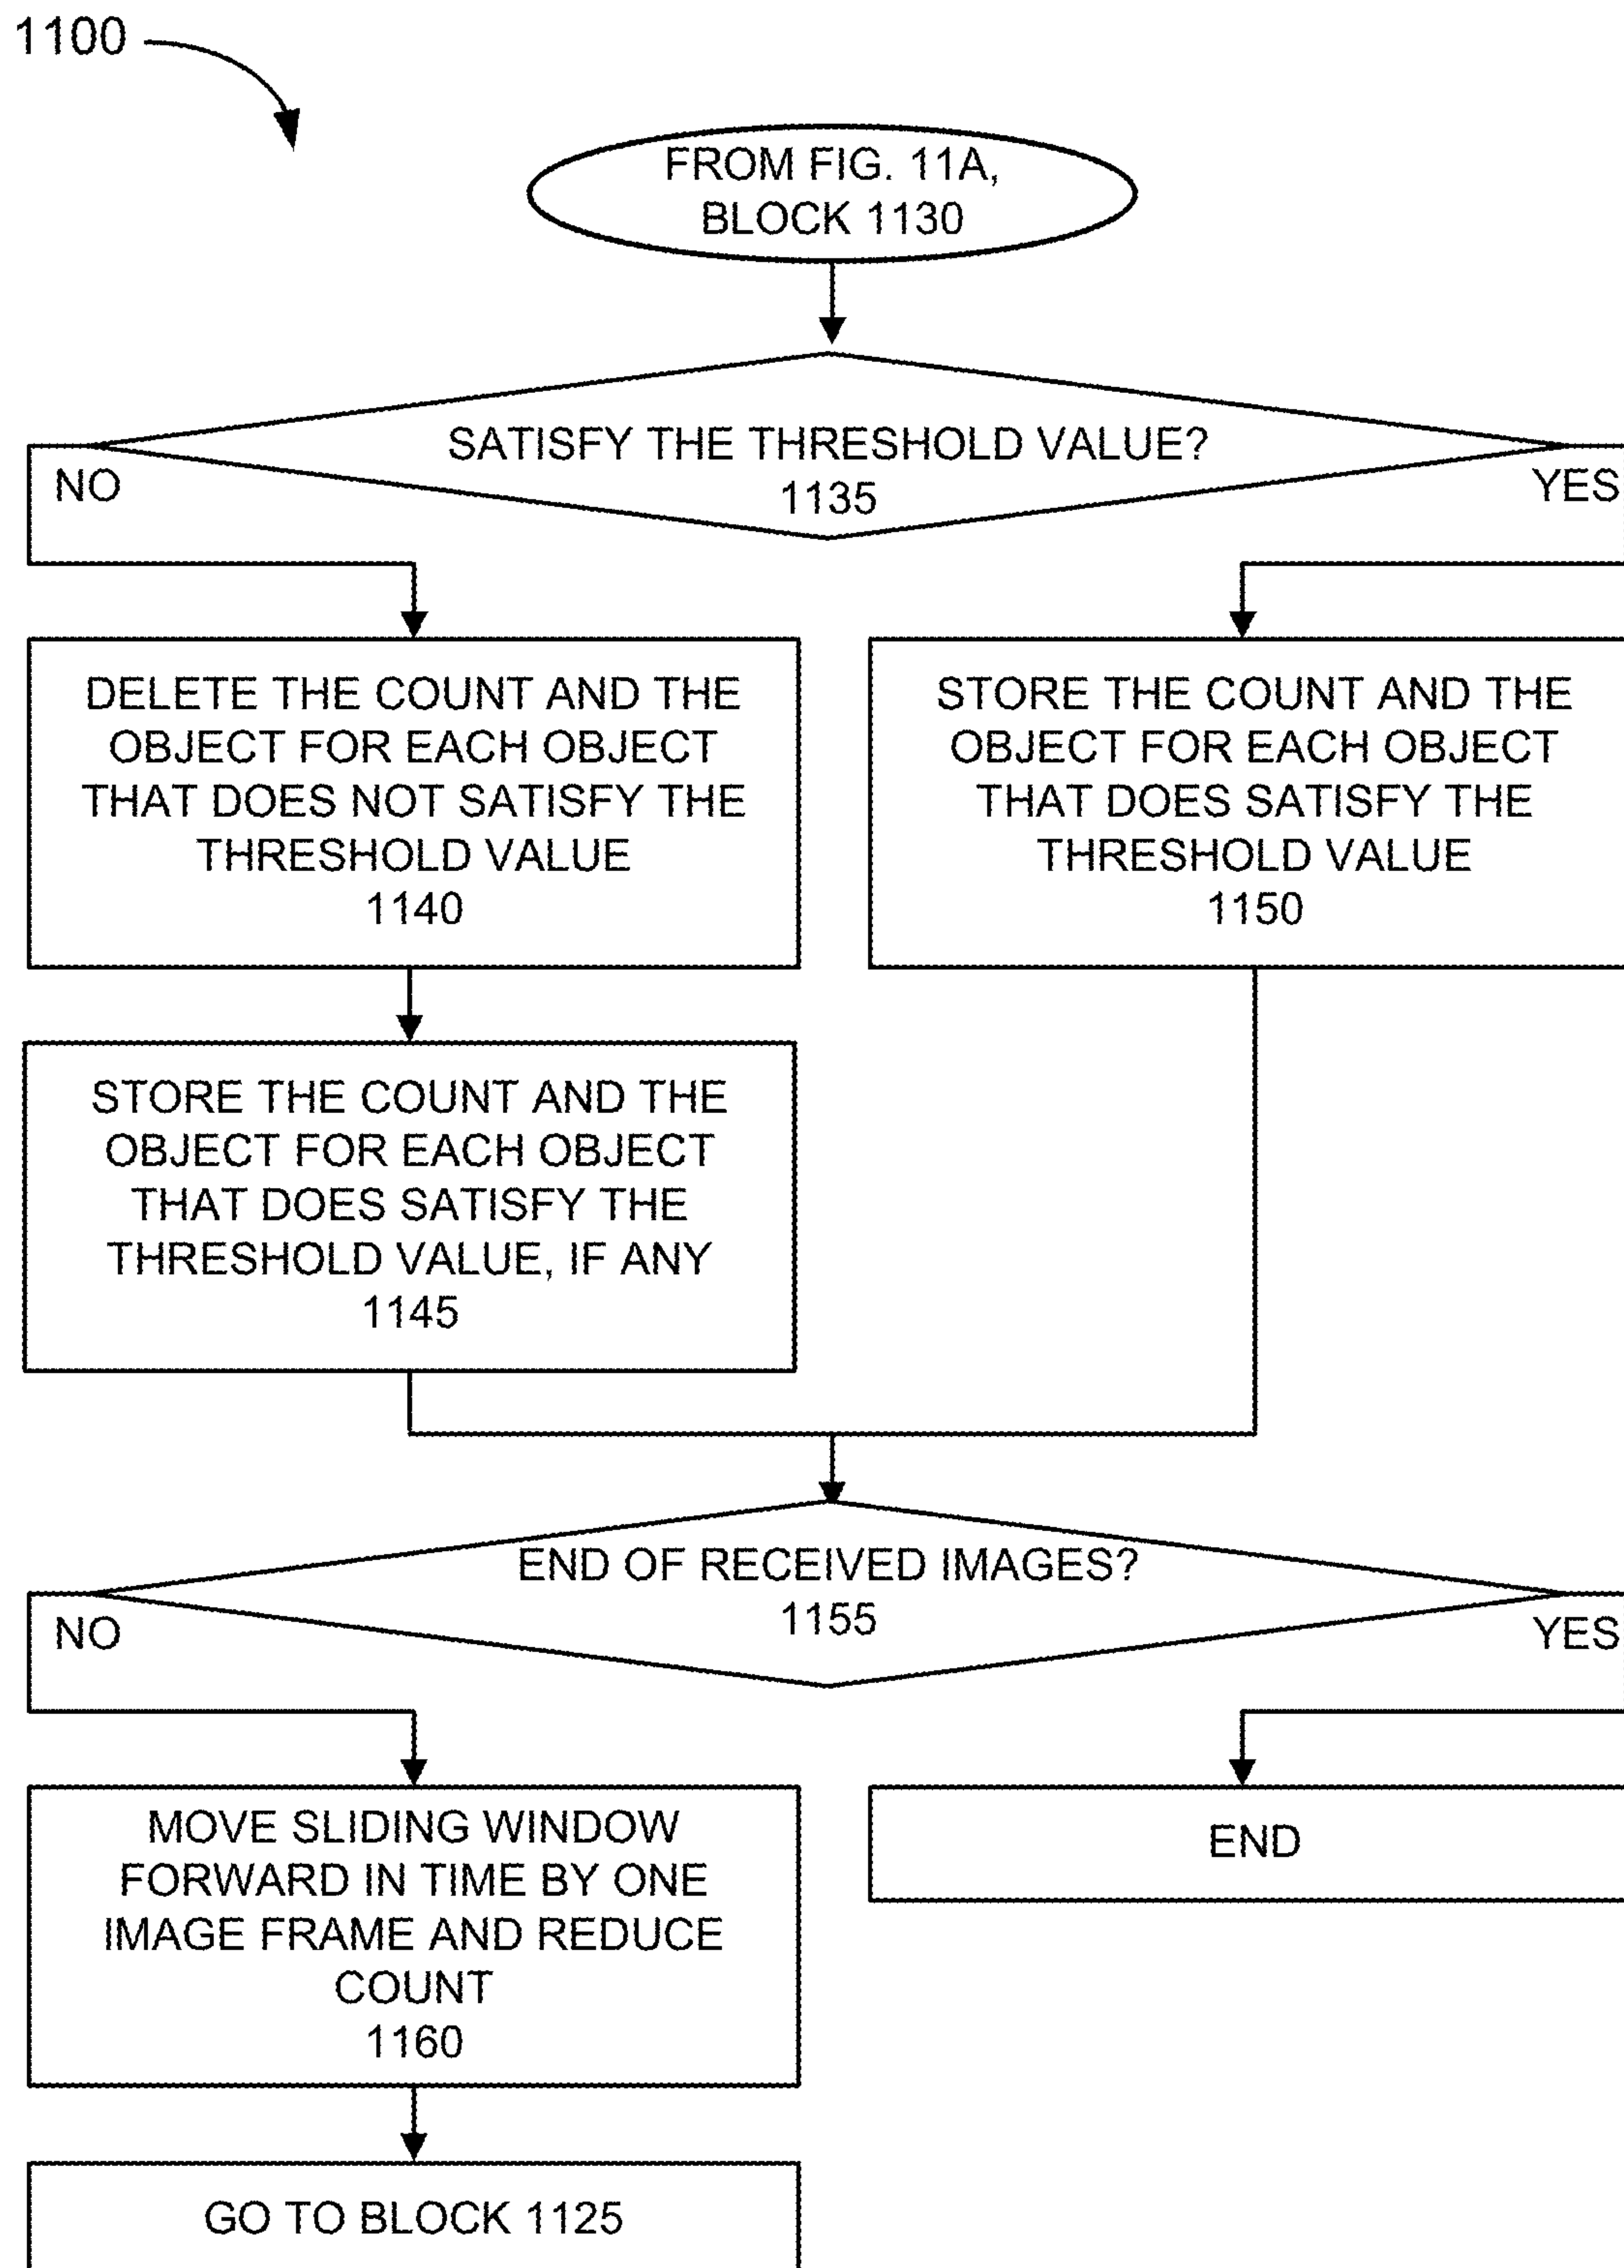 1100
FROM FIG. 11A,
BLOCK 1130
SATISFY THE THRESHOLD VALUE?
1135
NO
YES
DELETE THE COUNT AND THE
OBJECT FOR EACH OBJECT
THAT DOES NOT SATISFY THE
THRESHOLD VALUE
1140
STORE THE COUNT AND THE
OBJECT FOR EACH OBJECT
THAT DOES SATISFY THE
THRESHOLD VALUE
1150
STORE THE COUNT AND THE
OBJECT FOR EACH OBJECT
THAT DOES SATISFY THE
THRESHOLD VALUE, IF ANY
1145
END OF RECEIVED IMAGES?
1155
NO
YES
MOVE SLIDING WINDOW
FORWARD IN TIME BY ONE
IMAGE FRAME AND REDUCE
COUNT
1160
END
GO TO BLOCK 1125